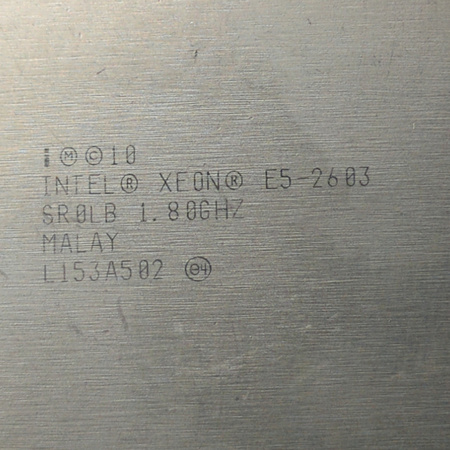 i Ⓜ©10
INTEL® XEON® E5-2603
SR0LB 1.80GHZ
MALAY
L153A502 e4